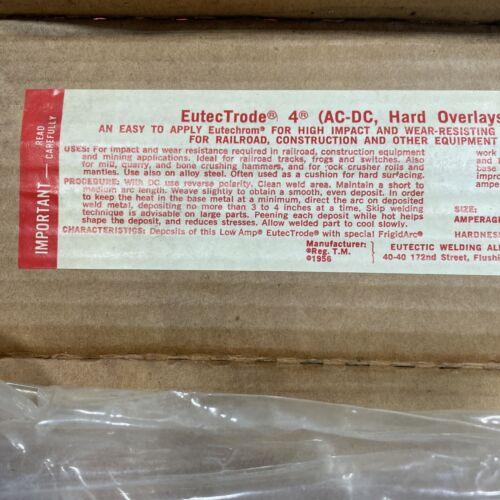 IMPORTANT — READ CAREFULLY
EutecTrode® 4® (AC-DC, Hard Overlays
AN EASY TO APPLY Eutechrom® FOR HIGH IMPACT AND WEAR-RESISTING
FOR RAILROAD, CONSTRUCTION AND OTHER EQUIPMENT
USES: For impact and wear resistance required in railroad, construction equipment
and mining applications. Ideal for railroad tracks, frogs and switches. Also
for mill, quarry, and bone crushing hammers, and for rock crusher rolls and
mantles. Use also on alloy steel. Often used as a cushion for hard surfacing.
PROCEDURE: With DC use reverse polarity. Clean weld area. Maintain a short to
medium arc length. Weave slightly to obtain a smooth, even deposit. In order
to keep the heat in the base metal at a minimum, direct the arc on deposited
weld metal, depositing no more than 3 to 4 inches at a time. Skip welding
technique is advisable on large parts. Peening each deposit while hot helps
shape the deposit, and reduces stresses. Allow welded part to cool slowly.
CHARACTERISTICS: Deposits of this Low Amp® EutecTrode® with special FrigidArc®
Manufacturer:
®Reg. T.M.
©1956
EUTECTIC WELDING ALL
40-40 172nd Street, Flushi
work
base
impro
ampe
SIZE:
AMPERAG
HARDNESS